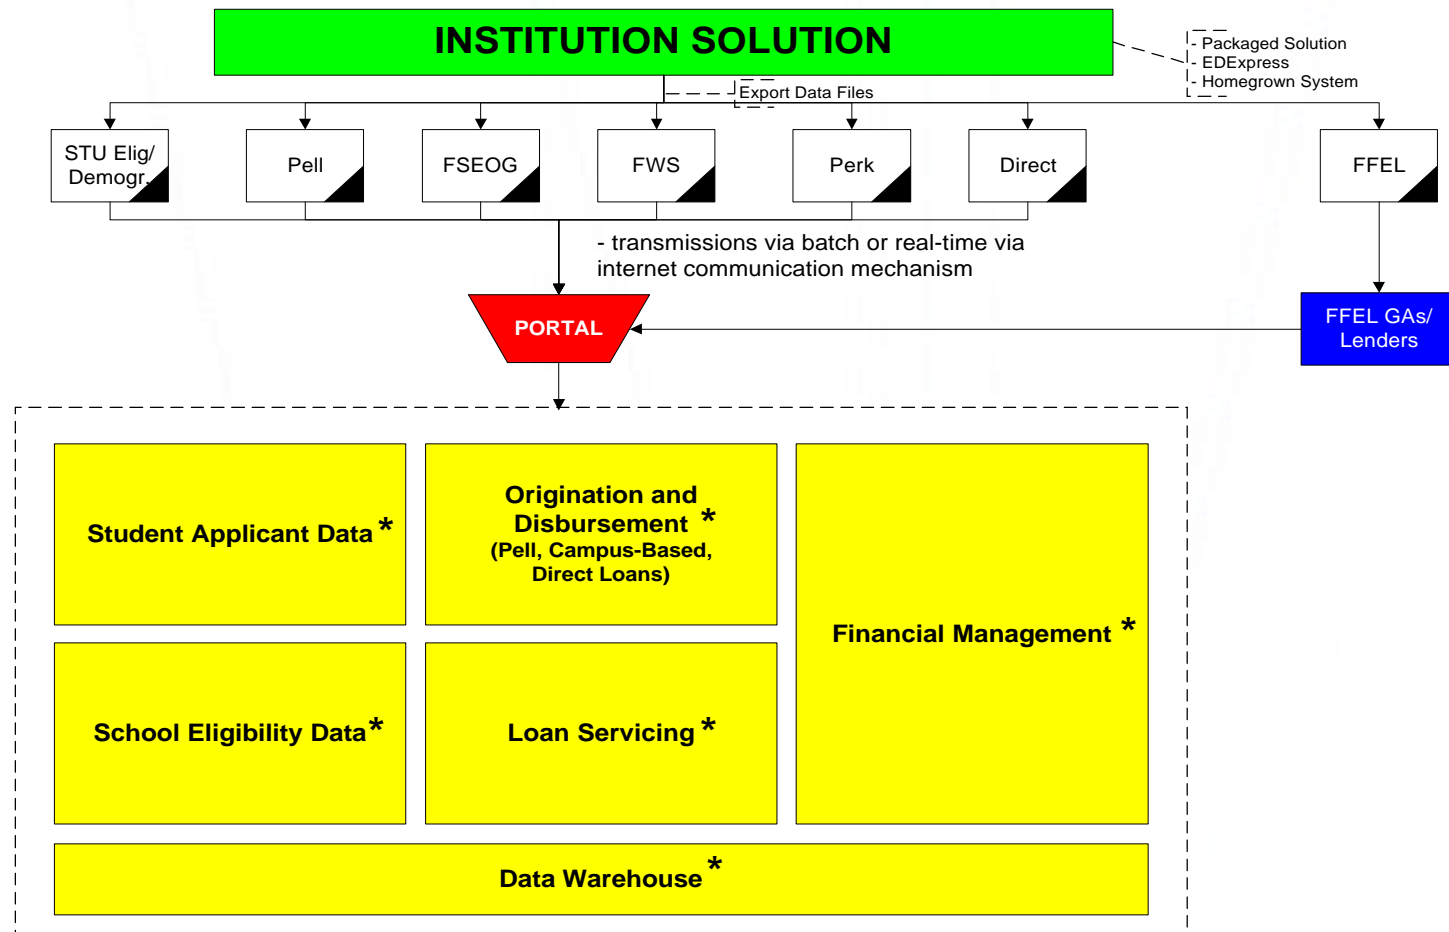 INSTITUTION SOLUTION
- Packaged Solution
- EDExpress
- Homegrown System
Export Data Files
STU Elig/
Demogr.
Pell
FSEOG
FWS
Perk
Direct
FFEL
- transmissions via batch or real-time via
internet communication mechanism
PORTAL
FFEL GAs/
Lenders
Student Applicant Data *
Origination and
Disbursement *
(Pell, Campus-Based,
Direct Loans)
Financial Management *
School Eligibility Data *
Loan Servicing *
Data Warehouse *